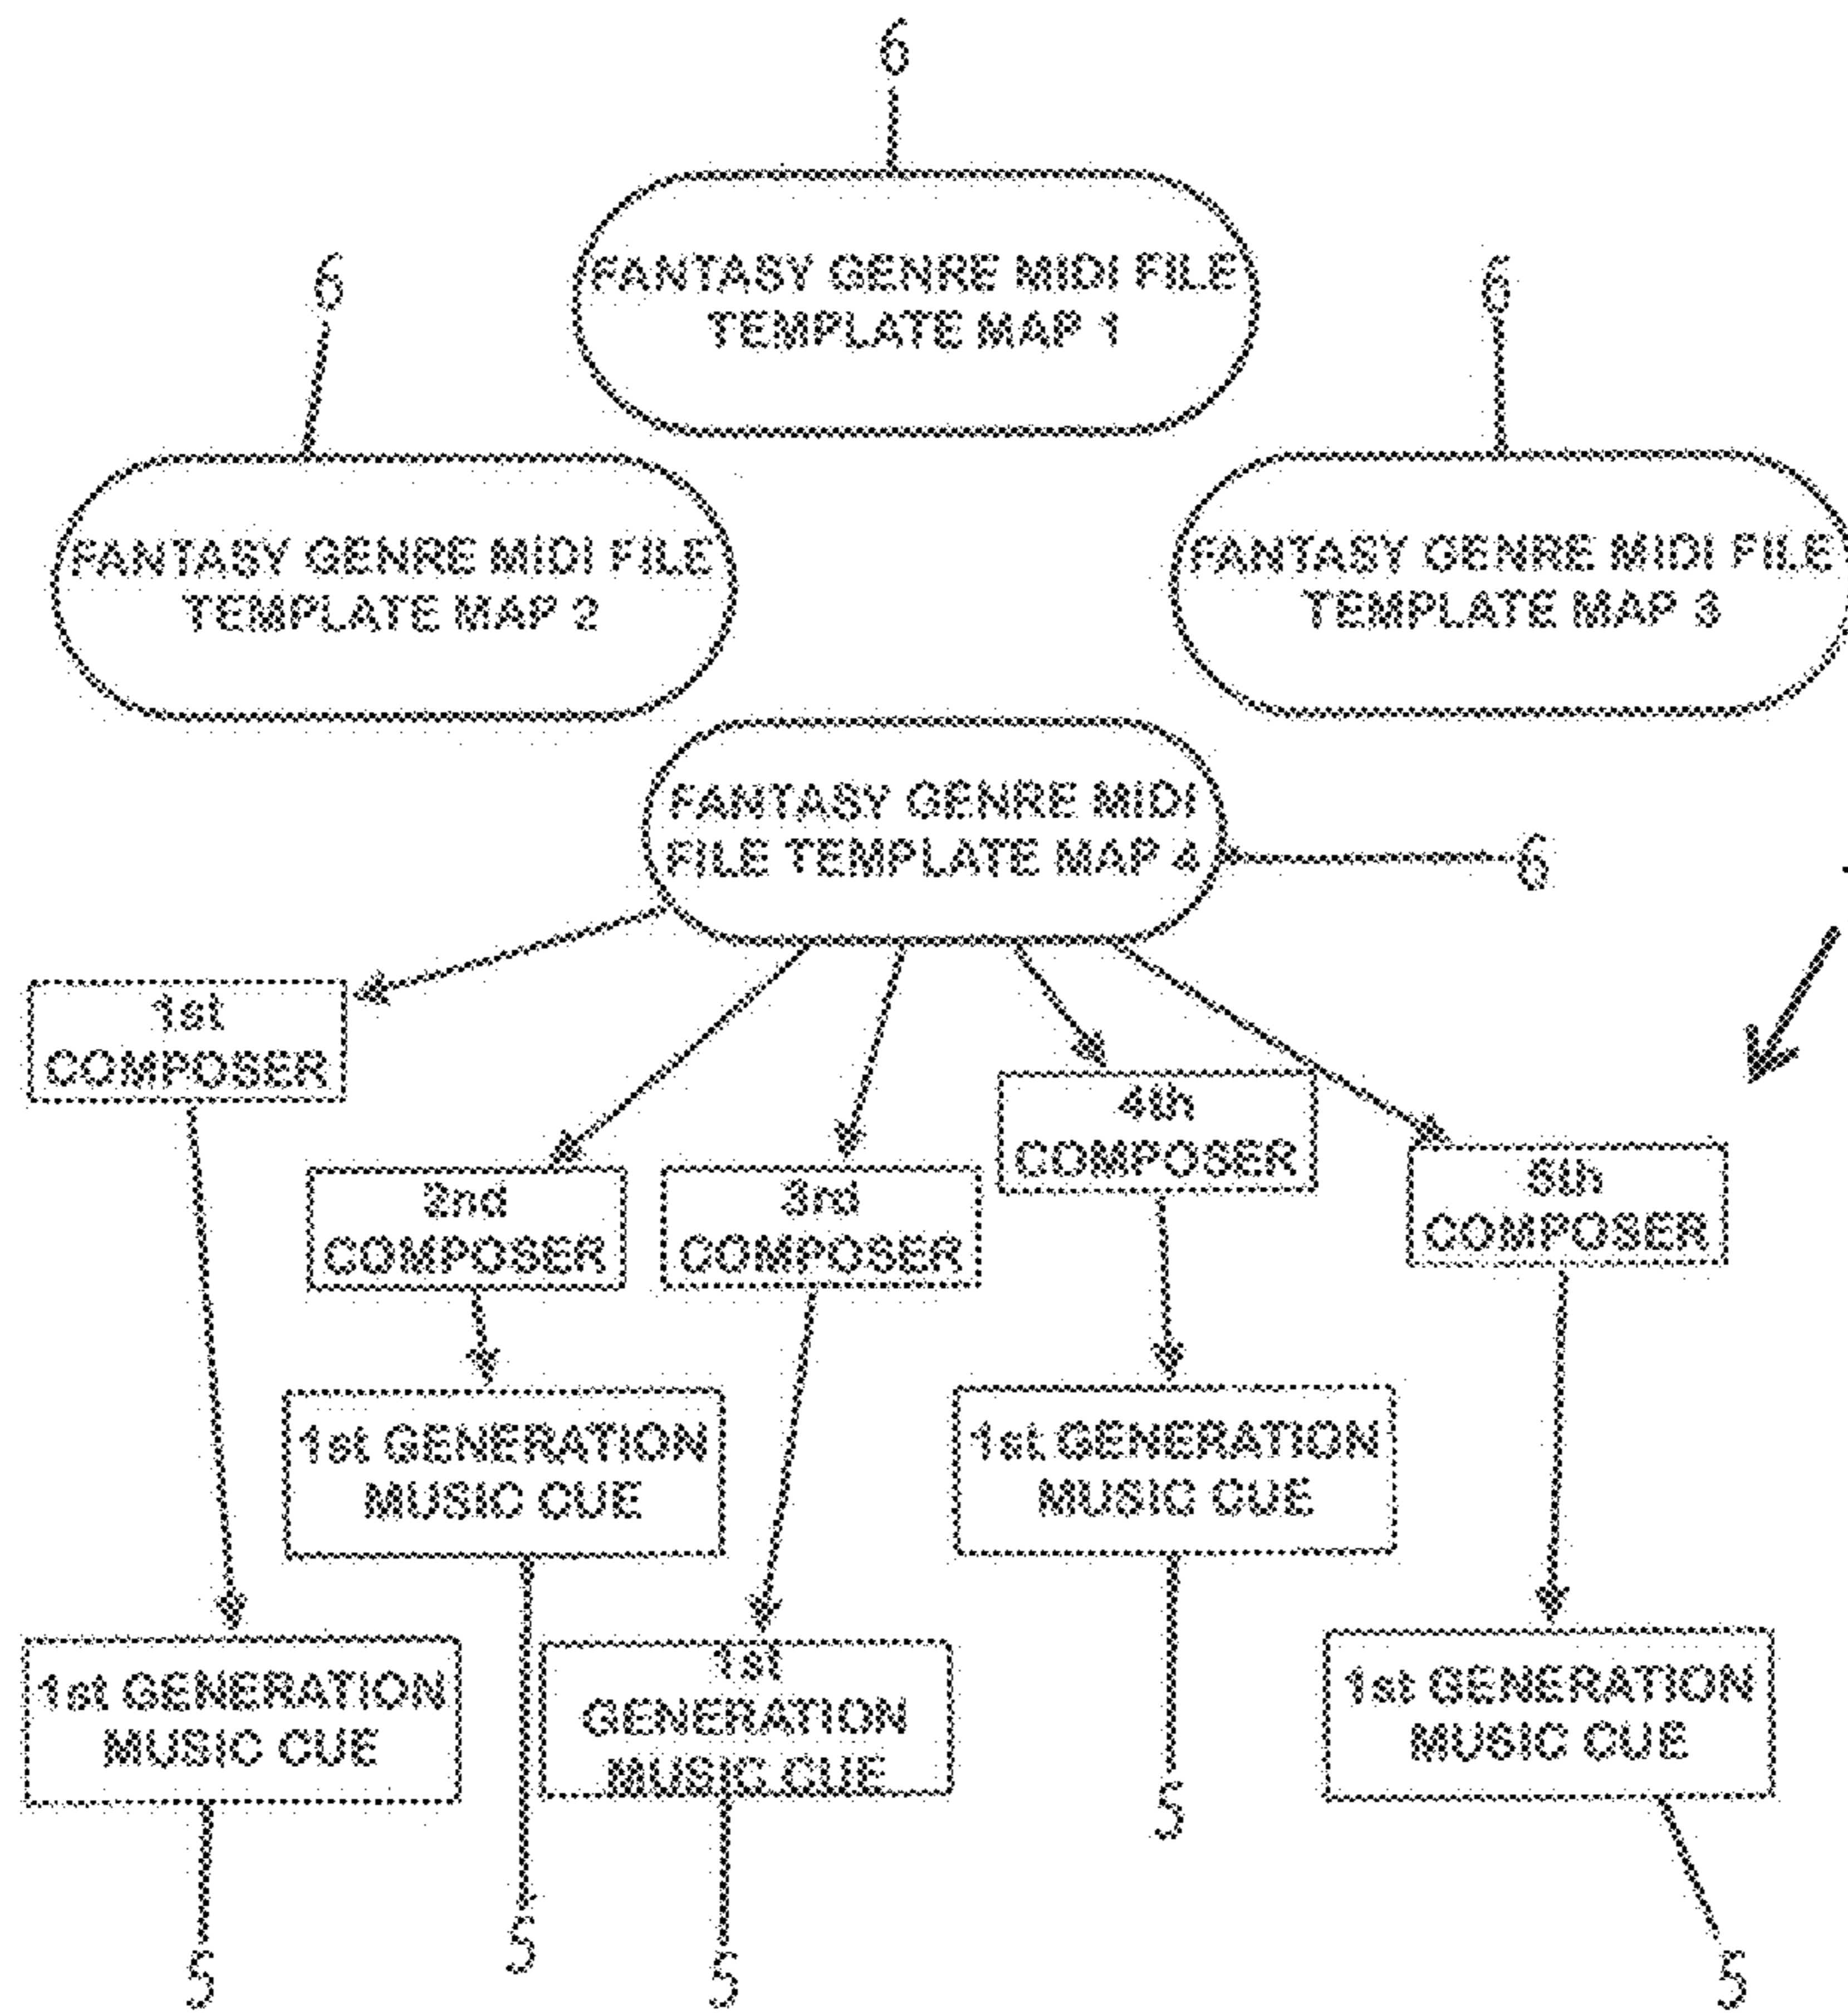 6
FANTASY GENRE MIDI FILE
TEMPLATE MAP 1
6
6
FANTASY GENRE MIDI FILE
TEMPLATE MAP 2
FANTASY GENRE MIDI FILE
TEMPLATE MAP 3
FANTASY GENRE MIDI
FILE TEMPLATE MAP 4
6
1st
COMPOSER
2nd
COMPOSER
3rd
COMPOSER
4th
COMPOSER
5th
COMPOSER
1st GENERATION
MUSIC CUE
1st GENERATION
MUSIC CUE
1st GENERATION
MUSIC CUE
1st
GENERATION
MUSIC CUE
1st GENERATION
MUSIC CUE
5
5
5
5
5